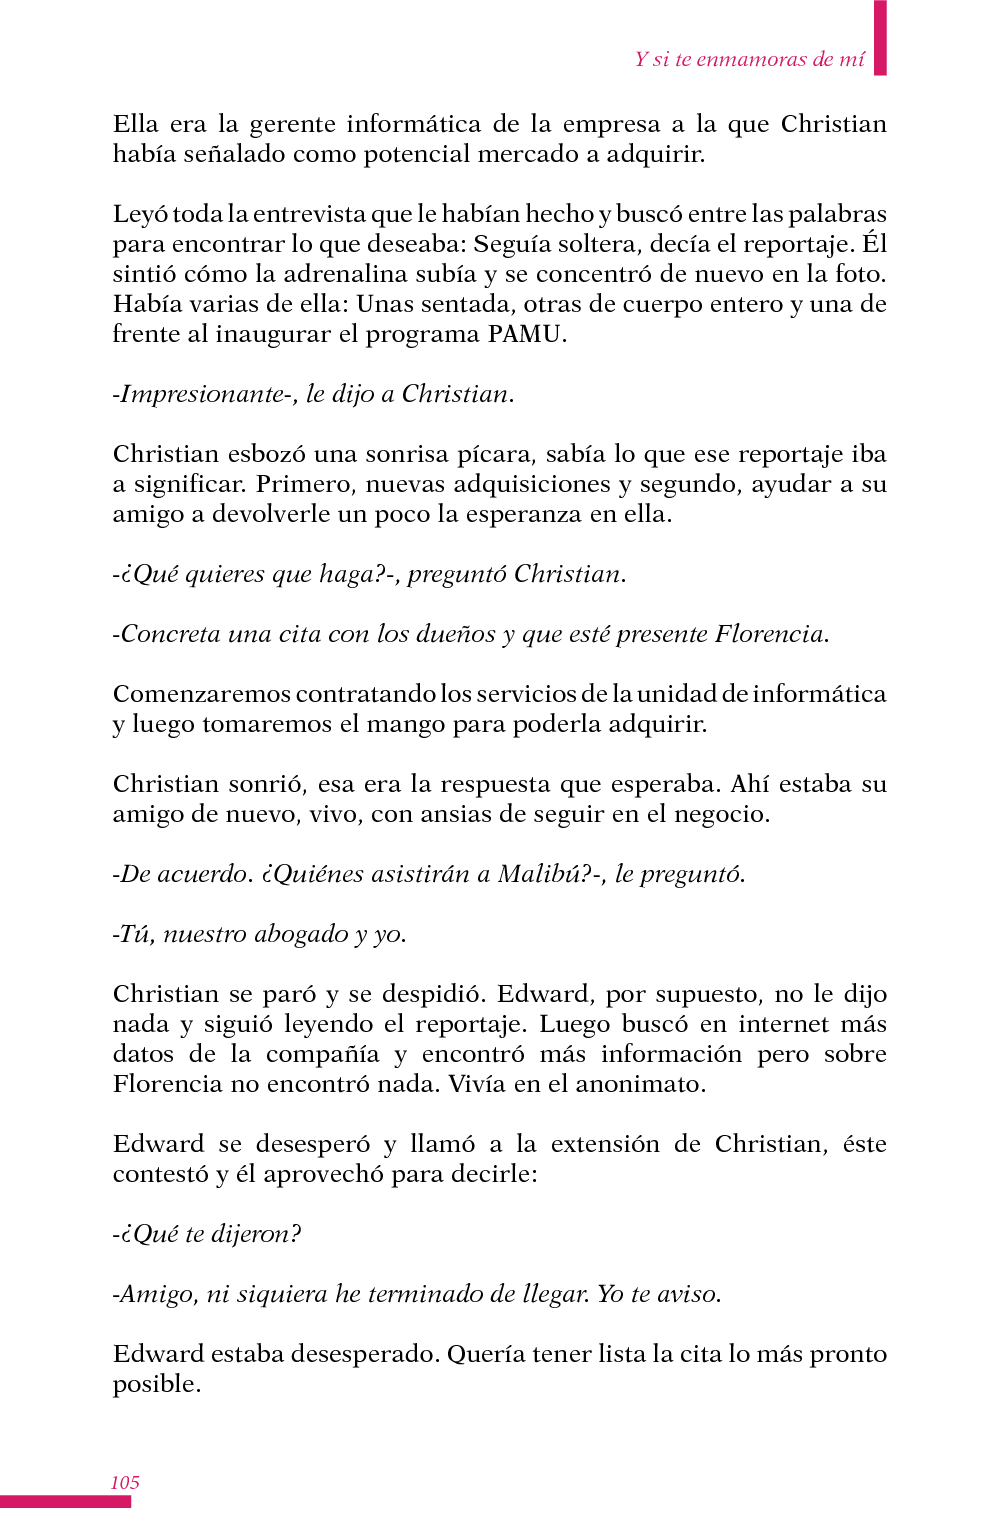 Y si te enmamoras de mí
Ella era la gerente informática de la empresa a la que Christian
había señalado como potencial mercado a adquirir.
Leyó toda la entrevista que le habían hecho y buscó entre las palabras
para encontrar lo que deseaba: Seguía soltera, decía el reportaje. Él
sintió cómo la adrenalina subía y se concentró de nuevo en la foto.
Había varias de ella: Unas sentada, otras de cuerpo entero y una de
frente al inaugurar el programa PAMU.
-Impresionante-, le dijo a Christian.
Christian esbozó una sonrisa pícara, sabía lo que ese reportaje iba
a significar. Primero, nuevas adquisiciones y segundo, ayudar a su
amigo a devolverle un poco la esperanza en ella.
-¿Qué quieres que haga?-, preguntó Christian.
-Concreta una cita con los dueños y que esté presente Florencia.
Comenzaremos contratando los servicios de la unidad de informática
y luego tomaremos el mango para poderla adquirir.
Christian sonrió, esa era la respuesta que esperaba. Ahí estaba su
amigo de nuevo, vivo, con ansias de seguir en el negocio.
-De acuerdo. ¿Quiénes asistirán a Malibú?-, le preguntó.
-Tú, nuestro abogado y yo.
Christian se paró y se despidió. Edward, por supuesto, no le dijo
nada y siguió leyendo el reportaje. Luego buscó en internet más
datos de la compañía y encontró más información pero sobre
Florencia no encontró nada. Vivía en el anonimato.
Edward se desesperó y llamó a la extensión de Christian, éste
contestó y él aprovechó para decirle:
-¿Qué te dijeron?
-Amigo, ni siquiera he terminado de llegar. Yo te aviso.
Edward estaba desesperado. Quería tener lista la cita lo más pronto
posible.
105